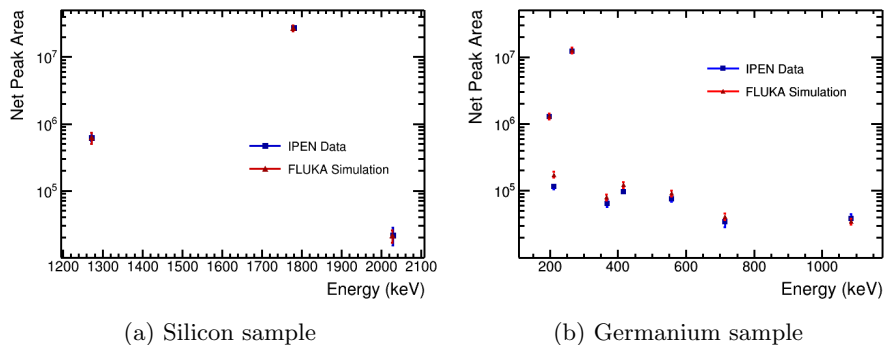 Net Peak Area
10^7
10^6
10^5
IPEN Data
FLUKA Simulation
1200 1300 1400 1500 1600 1700 1800 1900 2000 2100
Energy (keV)
(a) Silicon sample
Net Peak Area
10^7
10^6
10^5
IPEN Data
FLUKA Simulation
200 400 600 800 1000
Energy (keV)
(b) Germanium sample